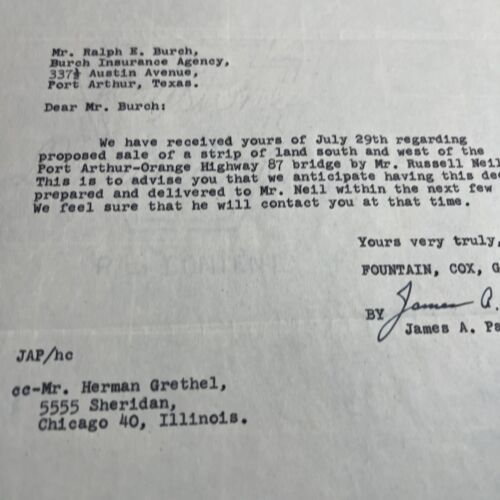 Mr. Ralph E. Burch,
Burch Insurance Agency,
337½ Austin Avenue,
Port Arthur, Texas.
Dear Mr. Burch:
We have received yours of July 29th regarding
proposed sale of a strip of land south and west of the
Port Arthur-Orange Highway 87 bridge by Mr. Russell Neil
This is to advise you that we anticipate having this dee
prepared and delivered to Mr. Neil within the next few
We feel sure that he will contact you at that time.
Yours very truly,
FOUNTAIN, COX, G
BY James A.
James A. Pa
JAP/hc
cc-Mr. Herman Grethel,
5555 Sheridan,
Chicago 40, Illinois.